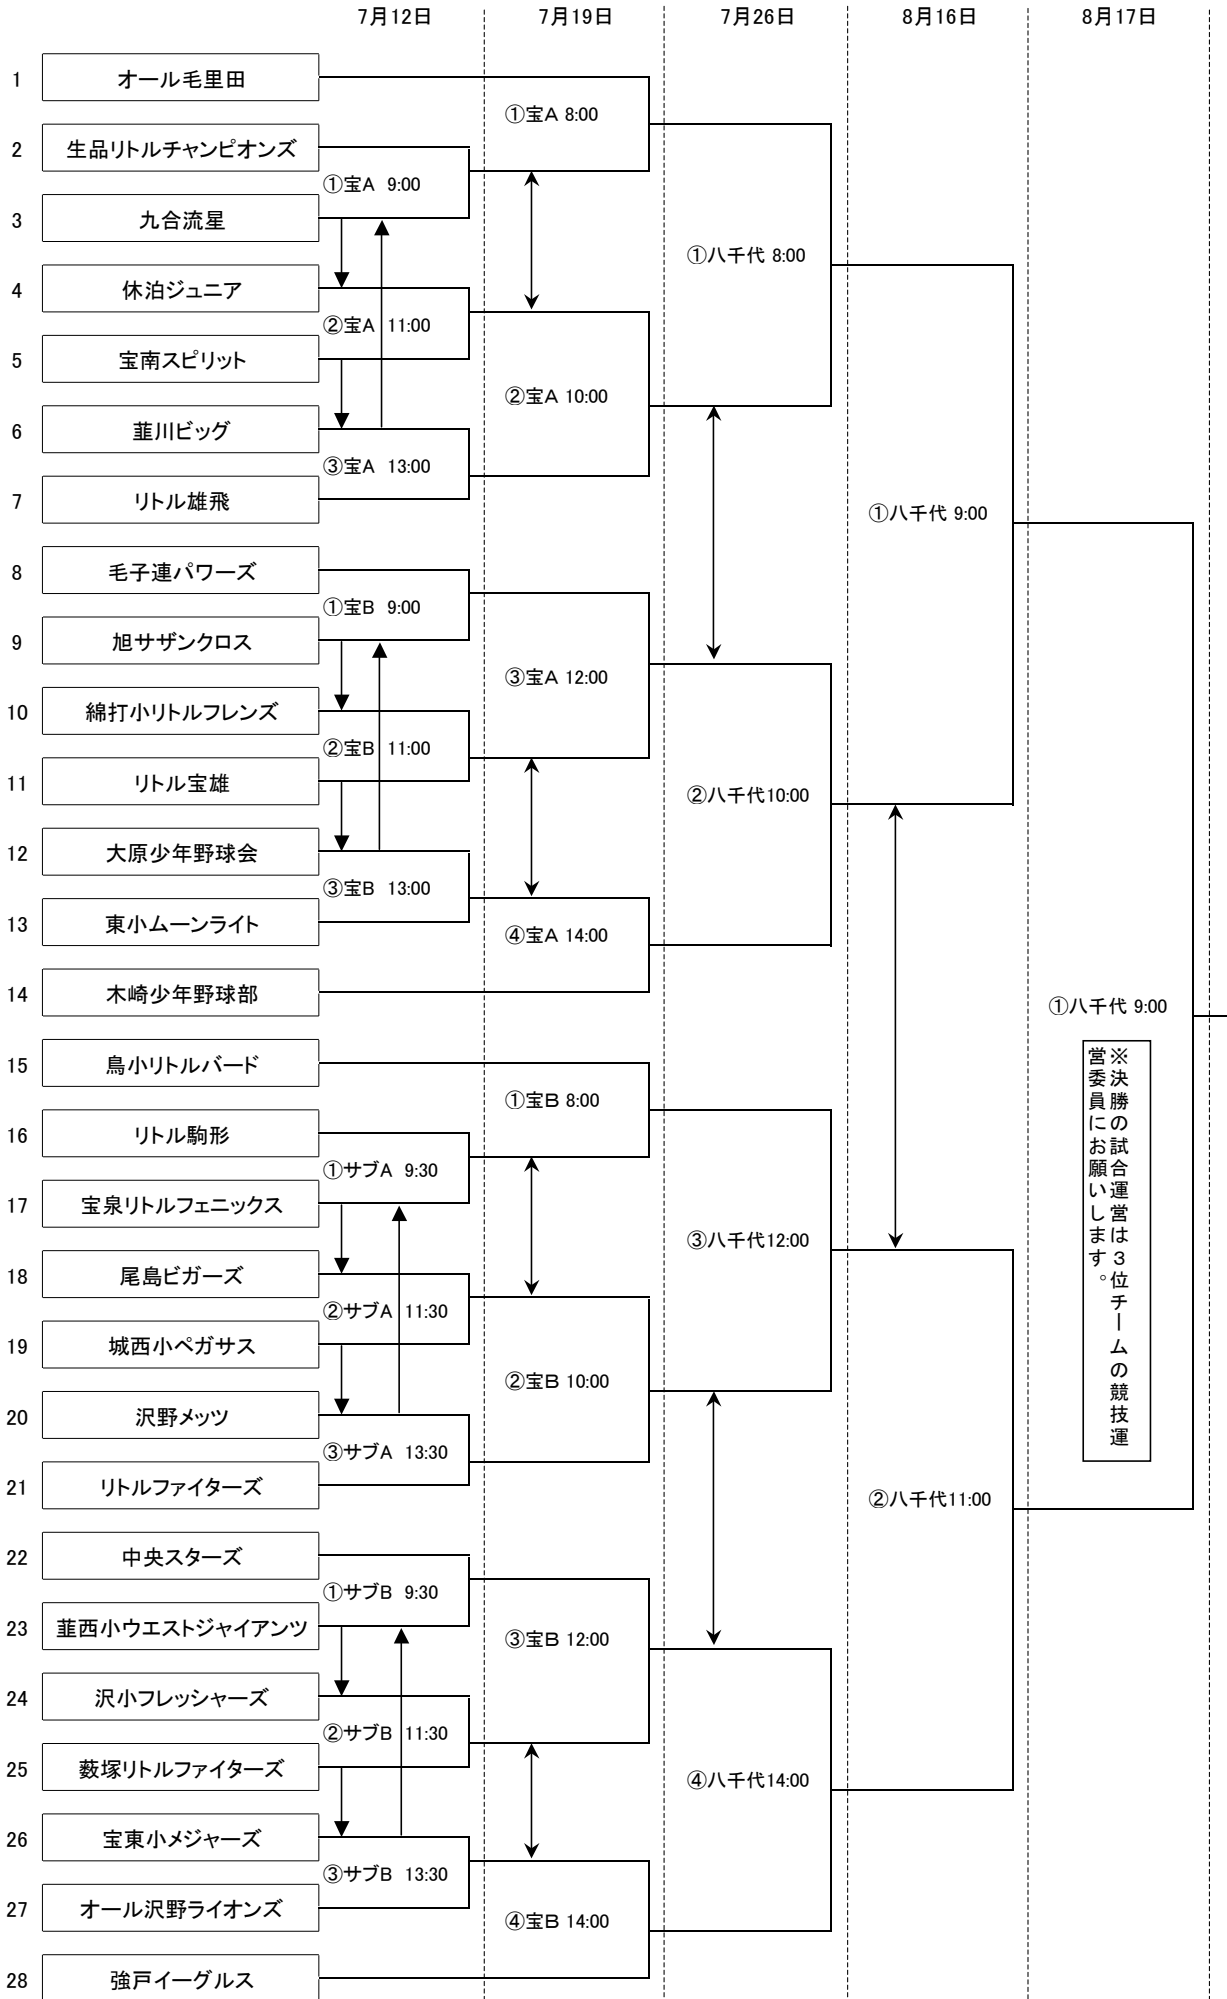 7月12日 7月19日 7月26日 8月16日 8月17日
1 オール毛里田
①宝A 8:00
2 生品リトルチャンピオンズ
①宝A 9:00
3 九合流星
①八千代 8:00
4 休泊ジュニア
②宝A 11:00
5 宝南スピリット
②宝A 10:00
6 韮川ビッグ
③宝A 13:00
7 リトル雄飛
①八千代 9:00
8 毛子連パワーズ
①宝B 9:00
9 旭サザンクロス
③宝A 12:00
10 綿打小リトルフレンズ
②宝B 11:00
11 リトル宝雄
②八千代10:00
12 大原少年野球会
③宝B 13:00
13 東小ムーンライト
④宝A 14:00
14 木崎少年野球部
①八千代 9:00
※決勝の試合運営は3位チームの競技運
営委員にお願いします。
15 鳥小リトルバード
①宝B 8:00
16 リトル駒形
①サブA 9:30
17 宝泉リトルフェニックス
③八千代12:00
18 尾島ビガーズ
②サブA 11:30
19 城西小ペガサス
②宝B 10:00
20 沢野メッツ
③サブA 13:30
21 リトルファイターズ
②八千代11:00
22 中央スターズ
①サブB 9:30
23 韮西小ウエストジャイアンツ
③宝B 12:00
24 沢小フレッシャーズ
②サブB 11:30
25 薮塚リトルファイターズ
④八千代14:00
26 宝東小メジャーズ
③サブB 13:30
27 オール沢野ライオンズ
④宝B 14:00
28 強戸イーグルス